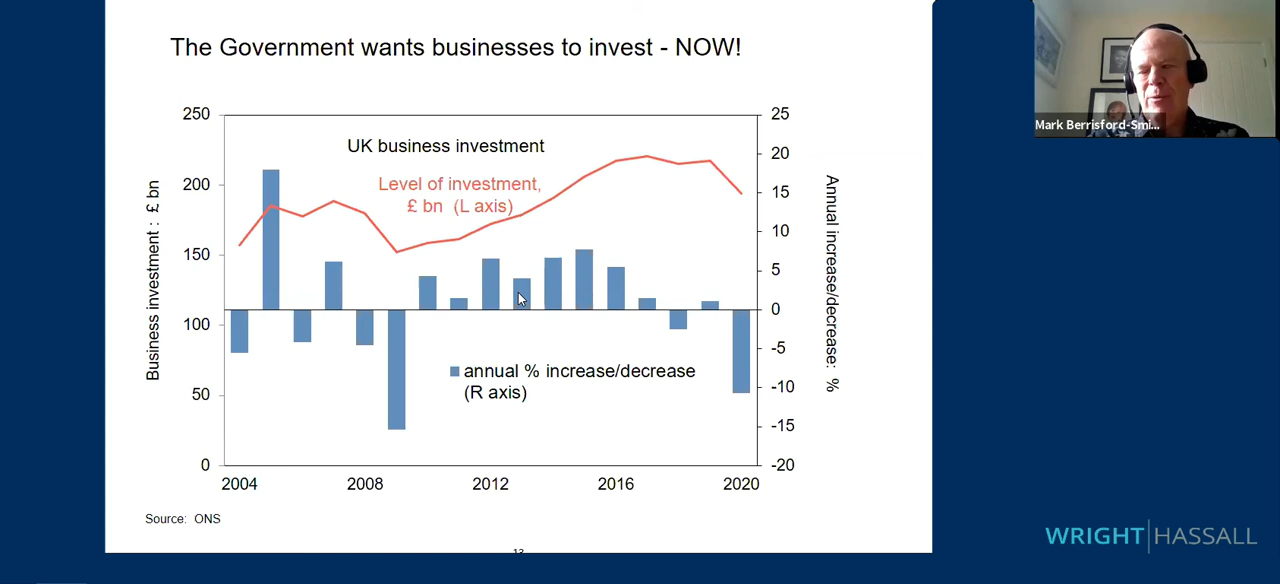 The Government wants businesses to invest - NOW!
Mark Berrisford-Smi...
250
200
150
100
50
0
Business investment : £ bn
UK business investment
Level of investment,
£ bn (L axis)
annual % increase/decrease
(R axis)
25
20
15
10
5
0
-5
-10
-15
-20
Annual increase/decrease: %
2004
2008
2012
2016
2020
Source: ONS
13
WRIGHT HASSALL